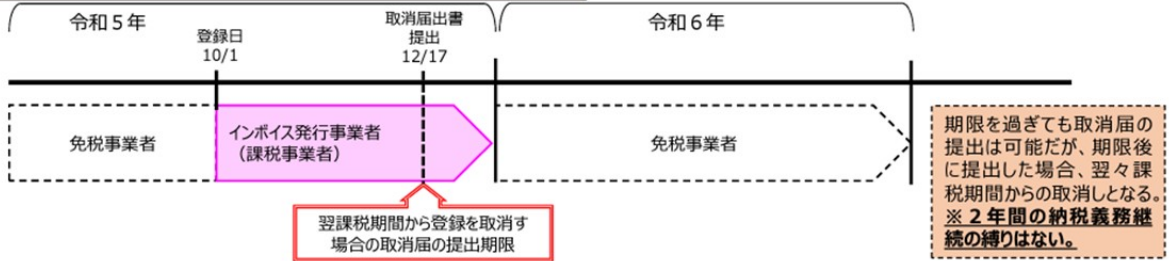 令和５年
取消届出書
提出
12/17
登録日
10/1
令和６年
免税事業者
インボイス発行事業者
（課税事業者）
免税事業者
翌課税期間から登録を取消す
場合の取消届の提出期限
期限を過ぎても取消届の
提出は可能だが、期限後
に提出した場合、翌々課
税期間からの取消しとなる。
※２年間の納税義務継
続の縛りはない。